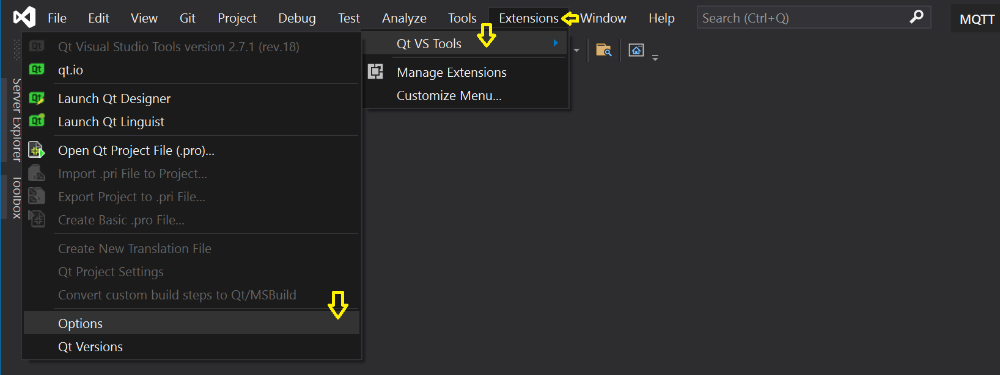 File Edit View Git Project Debug Test Analyze Tools Extensions Window Help Search (Ctrl+Q) MQTT
Qt VS Tools
Manage Extensions
Customize Menu...
Qt Qt Visual Studio Tools version 2.7.1 (rev.18)
Qt qt.io
Qt Launch Qt Designer
Qt Launch Qt Linguist
Open Qt Project File (.pro)...
Import .pri File to Project...
Export Project to .pri File...
Create Basic .pro File...
Create New Translation File
Qt Project Settings
Convert custom build steps to Qt/MSBuild
Options
Qt Versions
Server Explorer
Toolbox